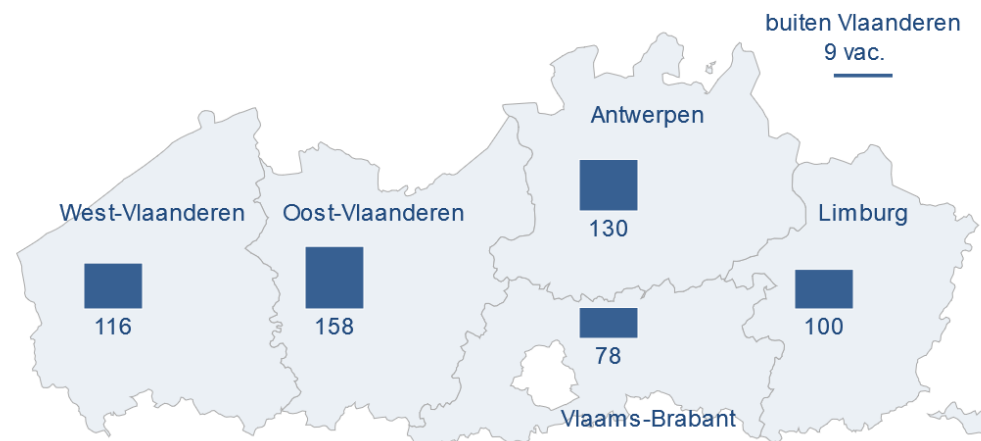 buiten Vlaanderen
9 vac.
Antwerpen
130
West-Vlaanderen
116
Oost-Vlaanderen
158
Limburg
100
78
Vlaams-Brabant